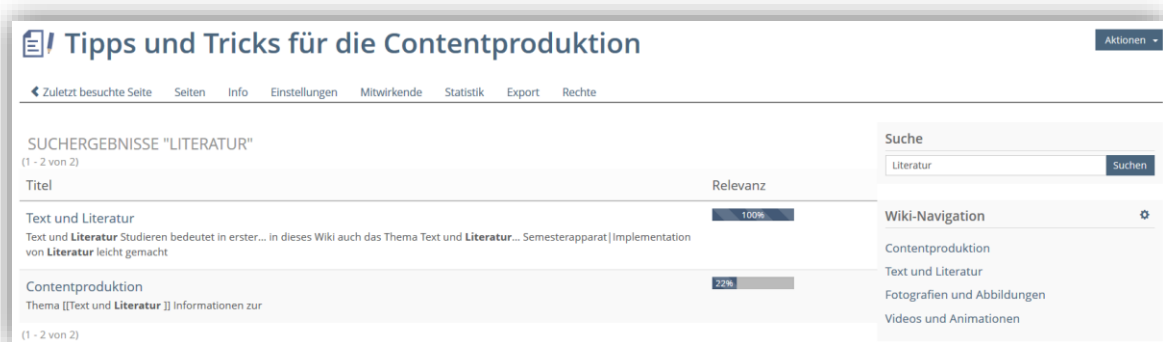 Tipps und Tricks für die Contentproduktion
Aktionen
Zuletzt besuchte Seite Seiten Info Einstellungen Mitwirkende Statistik Export Rechte
SUCHERGEBNISSE "LITERATUR"
(1 - 2 von 2)
Titel Relevanz
Text und Literatur 100%
Text und Literatur Studieren bedeutet in erster... in dieses Wiki auch das Thema Text und Literatur... Semesterapparat|Implementation
von Literatur leicht gemacht
Contentproduktion 22%
Thema [[Text und Literatur ]] Informationen zur
(1 - 2 von 2)
Suche
Literatur Suchen
Wiki-Navigation
Contentproduktion
Text und Literatur
Fotografien und Abbildungen
Videos und Animationen